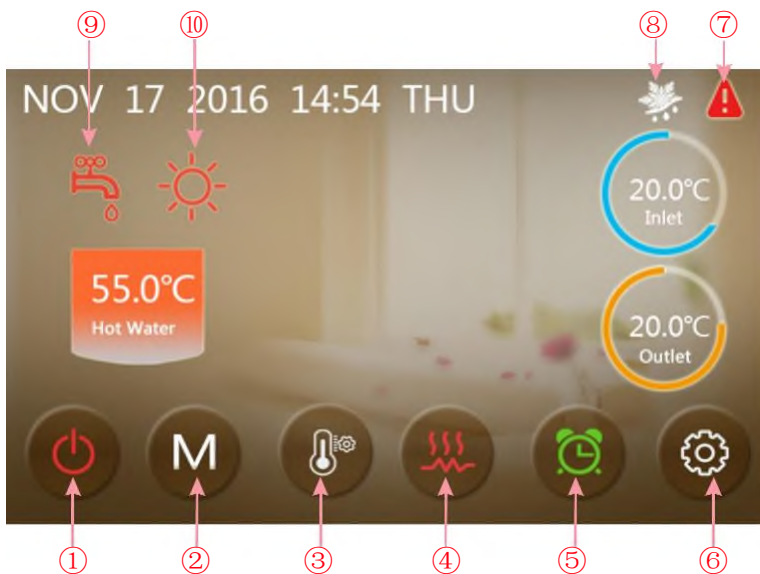 ⑨ ⑩ ⑧ ⑦
NOV 17 2016 14:54 THU
20.0℃
Inlet
55.0℃
Hot Water
20.0℃
Outlet
M
① ② ③ ④ ⑤ ⑥